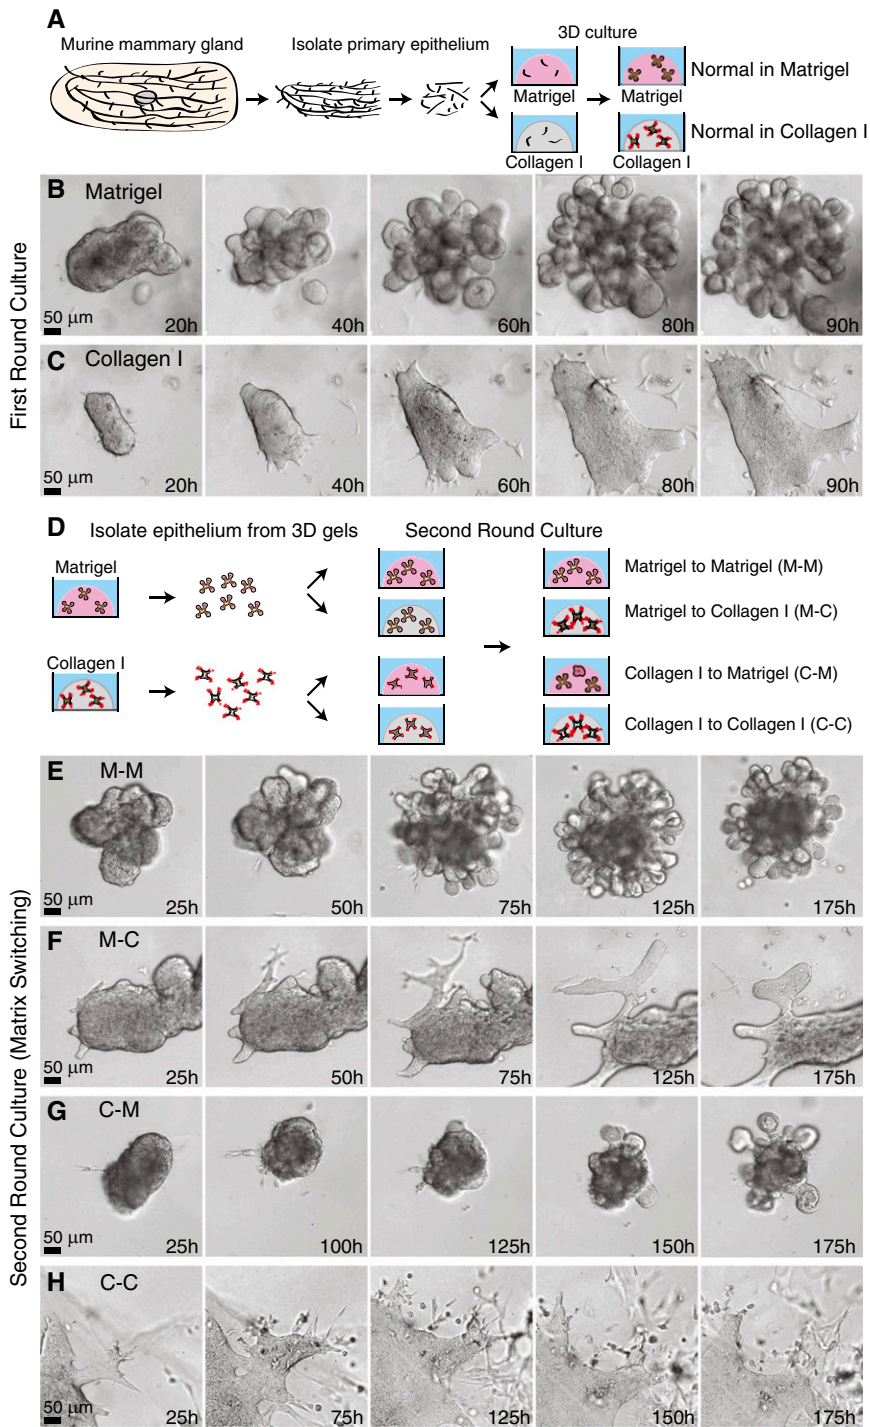 A
Murine mammary gland
Isolate primary epithelium
3D culture
Matrigel
Matrigel
Normal in Matrigel
Collagen I
Collagen I
Normal in Collagen I
First Round Culture
B Matrigel
50 μm
20h
40h
60h
80h
90h
C Collagen I
50 μm
20h
40h
60h
80h
90h
D
Isolate epithelium from 3D gels
Second Round Culture
Matrigel
Matrigel to Matrigel (M-M)
Matrigel to Collagen I (M-C)
Collagen I
Collagen I to Matrigel (C-M)
Collagen I to Collagen I (C-C)
Second Round Culture (Matrix Switching)
E M-M
50 μm
25h
50h
75h
125h
175h
F M-C
50 μm
25h
50h
75h
125h
175h
G C-M
50 μm
25h
100h
125h
150h
175h
H C-C
50 μm
25h
75h
125h
150h
175h